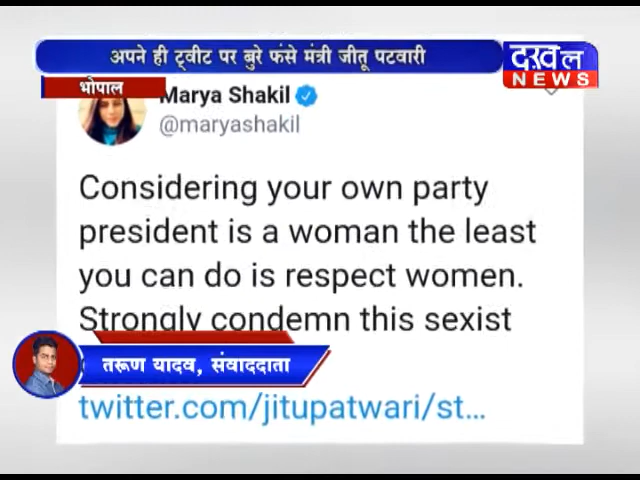 अपने ही ट्वीट पर बुरे फंसे मंत्री जीतू पटवारी
दखल
NEWS
भोपाल
Marya Shakil
@maryashakil
Considering your own party
president is a woman the least
you can do is respect women.
Strongly condemn this sexist
तरूण यादव, संवाददाता
twitter.com/jitupatwari/st...